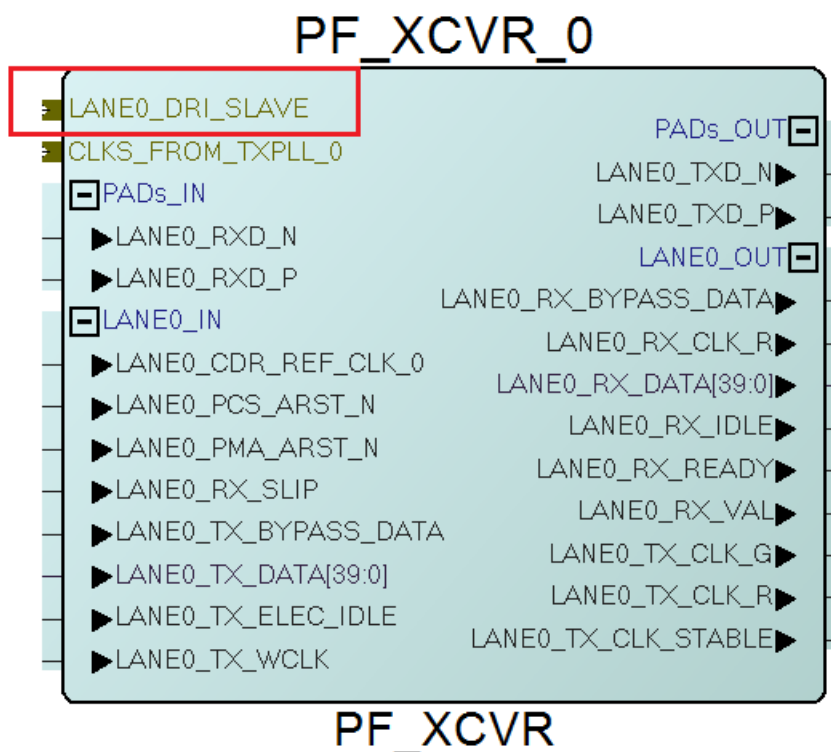 PF_XCVR_0
LANE0_DRI_SLAVE
CLKS_FROM_TXPLL_0
PADs_IN
LANE0_RXD_N
LANE0_RXD_P
LANE0_IN
LANE0_CDR_REF_CLK_0
LANE0_PCS_ARST_N
LANE0_PMA_ARST_N
LANE0_RX_SLIP
LANE0_TX_BYPASS_DATA
LANE0_TX_DATA[39:0]
LANE0_TX_ELEC_IDLE
LANE0_TX_WCLK
PADs_OUT
LANE0_TXD_N
LANE0_TXD_P
LANE0_OUT
LANE0_RX_BYPASS_DATA
LANE0_RX_CLK_R
LANE0_RX_DATA[39:0]
LANE0_RX_IDLE
LANE0_RX_READY
LANE0_RX_VAL
LANE0_TX_CLK_G
LANE0_TX_CLK_R
LANE0_TX_CLK_STABLE
PF_XCVR